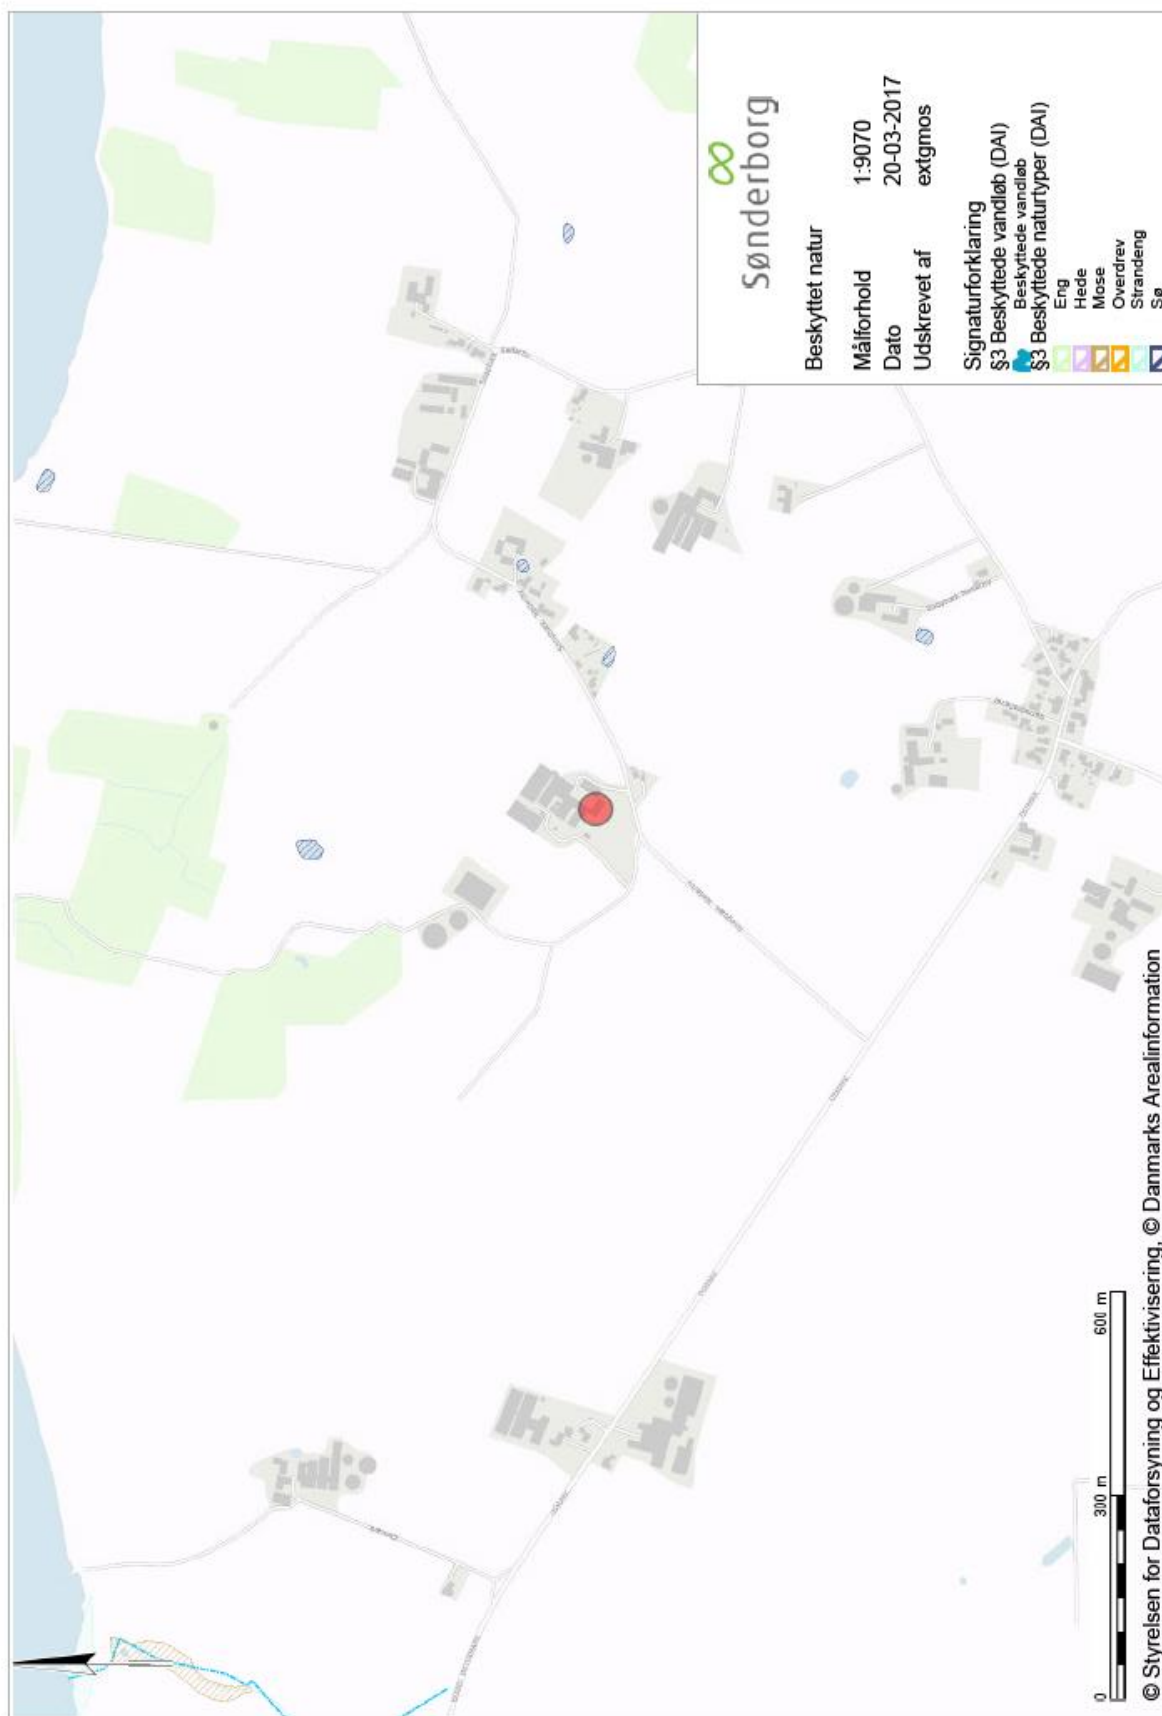 Sønderborg
Beskyttet natur
Målforhold 1:9070
Dato 20-03-2017
Udskrevet af extgmos
Signaturforklaring
§3 Beskyttede vandløb (DAI)
Beskyttede vandløb
§3 Beskyttede naturtyper (DAI)
Eng
Hede
Mose
Overdrev
Strandeng
Sø
0 300 m 600 m
© Styrelsen for Dataforsyning og Effektivisering, © Danmarks Arealinformation